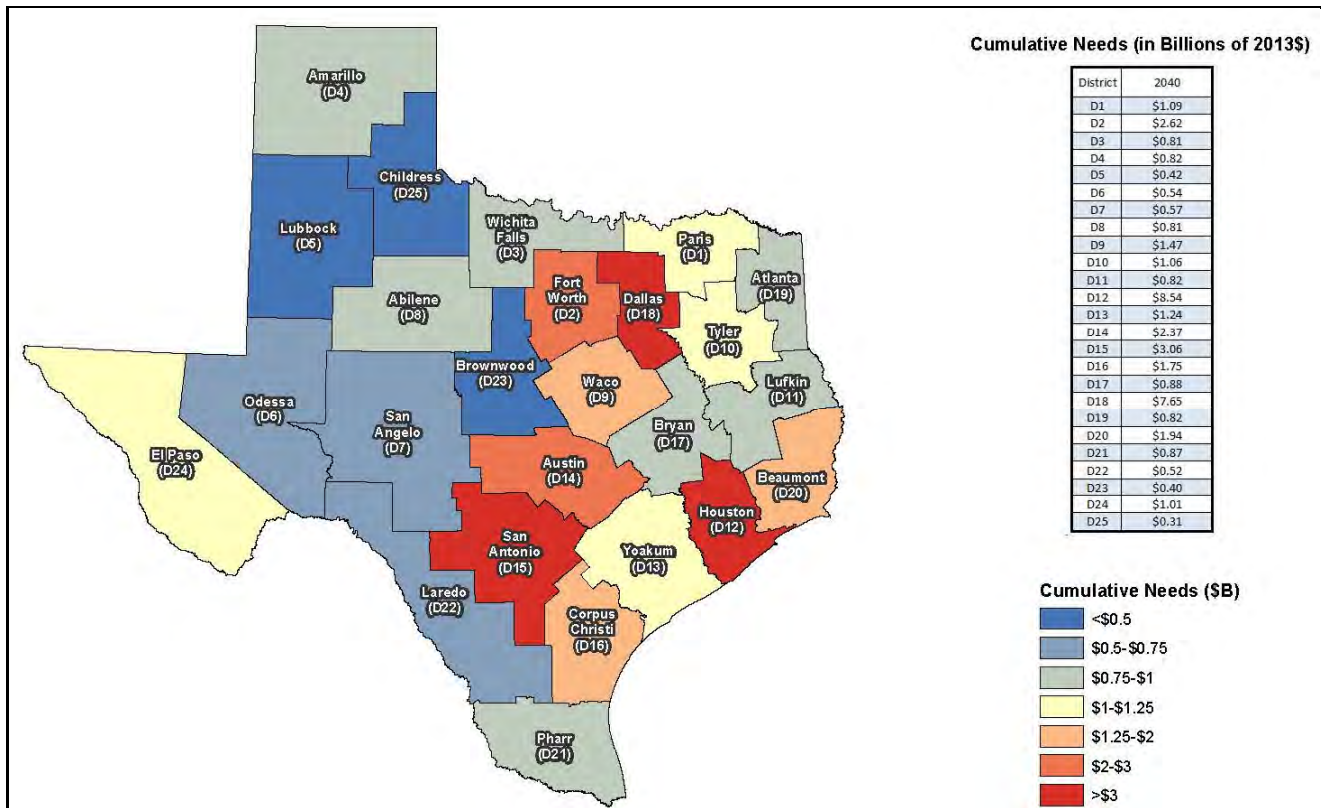 Amarillo
(D4)
Childress
(D25)
Lubbock
(D5)
Wichita
Falls
(D3)
Paris
(D1)
Atlanta
(D19)
Fort
Worth
(D2)
Dallas
(D18)
Abilene
(D8)
Tyler
(D10)
Brownwood
(D23)
Waco
(D9)
Lufkin
(D11)
Odessa
(D6)
San
Angelo
(D7)
Bryan
(D17)
El Paso
(D24)
Austin
(D14)
Beaumont
(D20)
Houston
(D12)
San
Antonio
(D15)
Yoakum
(D13)
Laredo
(D22)
Corpus
Christi
(D16)
Pharr
(D21)
Cumulative Needs (in Billions of 2013$)
District 2040
D1 $1.09
D2 $2.62
D3 $0.81
D4 $0.82
D5 $0.42
D6 $0.54
D7 $0.57
D8 $0.81
D9 $1.47
D10 $1.06
D11 $0.82
D12 $8.54
D13 $1.24
D14 $2.37
D15 $3.06
D16 $1.75
D17 $0.88
D18 $7.65
D19 $0.82
D20 $1.94
D21 $0.87
D22 $0.52
D23 $0.40
D24 $1.01
D25 $0.31
Cumulative Needs ($B)
<$0.5
$0.5-$0.75
$0.75-$1
$1-$1.25
$1.25-$2
$2-$3
>$3